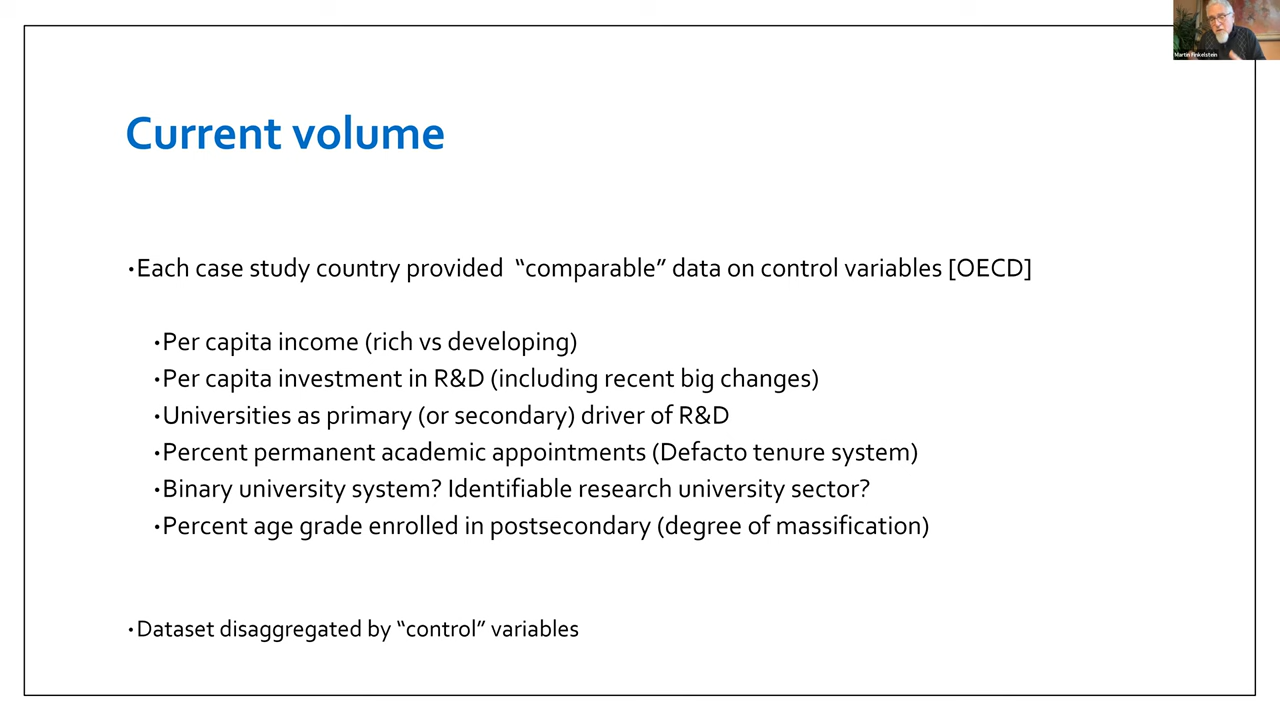 Martin Finkelstein
Current volume
•Each case study country provided  “comparable” data on control variables [OECD]
•Per capita income (rich vs developing)
•Per capita investment in R&D (including recent big changes)
•Universities as primary (or secondary) driver of R&D
•Percent permanent academic appointments (Defacto tenure system)
•Binary university system? Identifiable research university sector?
•Percent age grade enrolled in postsecondary (degree of massification)
•Dataset disaggregated by “control” variables